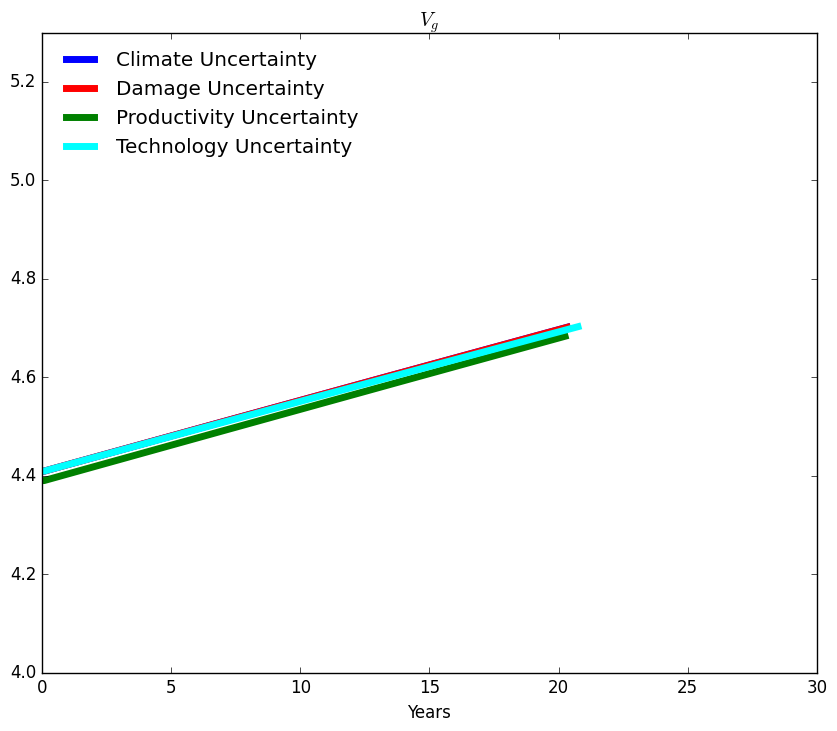 V_g
Climate Uncertainty
Damage Uncertainty
Productivity Uncertainty
Technology Uncertainty
5.2
5.0
4.8
4.6
4.4
4.2
4.0
0 5 10 15 20 25 30
Years